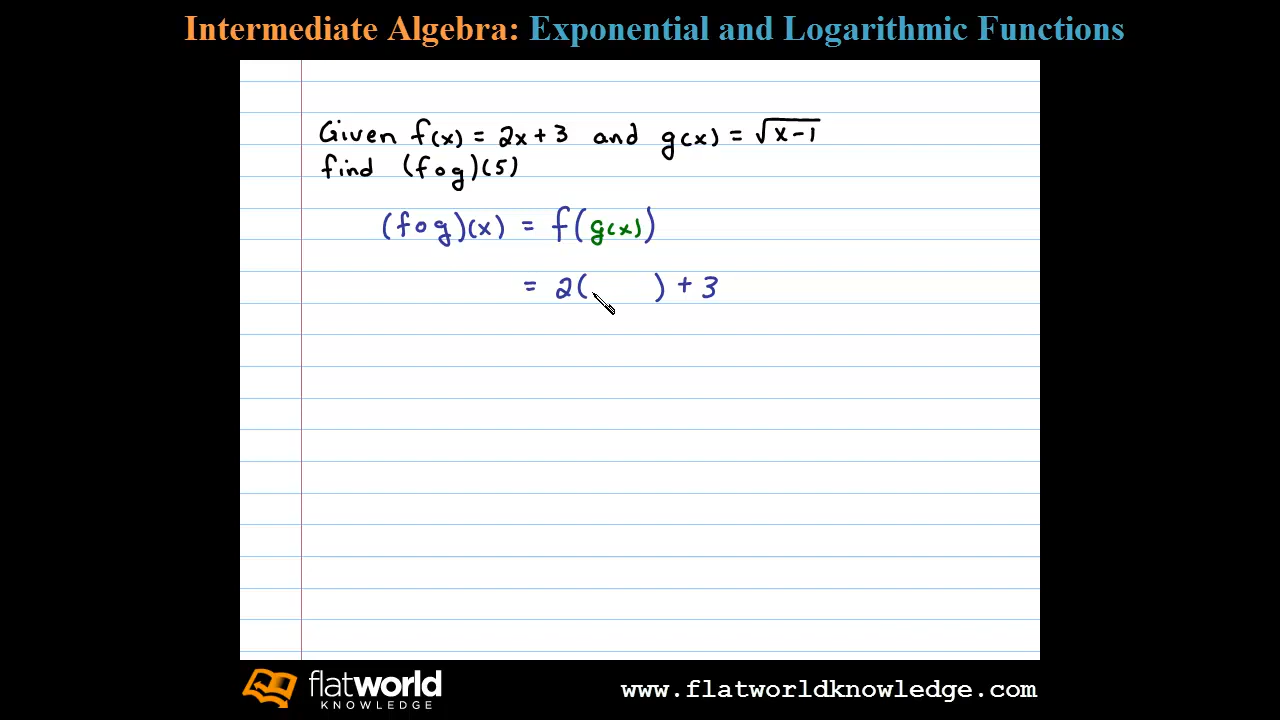 Intermediate Algebra: Exponential and Logarithmic Functions
Given f(x) = 2x + 3 and g(x) = √x-1
find (f∘g)(5)
(f∘g)(x) = f(g(x))
= 2( ) + 3
flatworld
KNOWLEDGE
www.flatworldknowledge.com